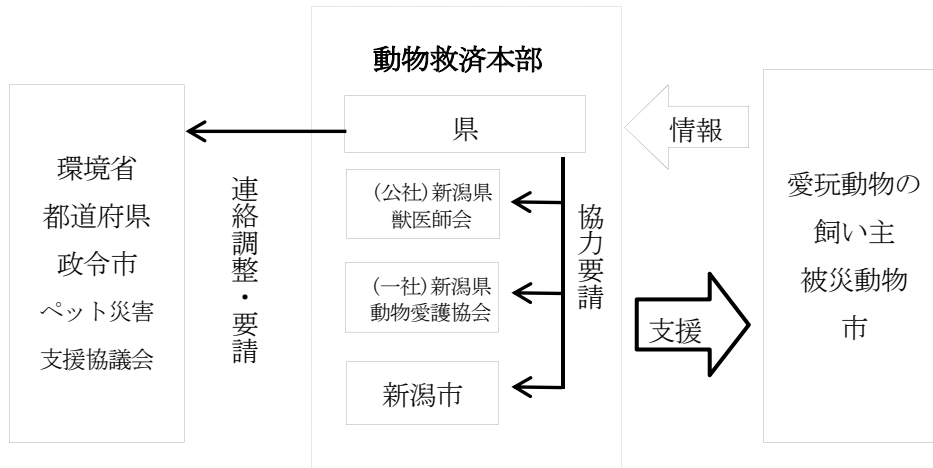 動物救済本部
県
(公社)新潟県
獣医師会
(一社)新潟県
動物愛護協会
新潟市
協力要請
連絡調整・要請
環境省
都道府県
政令市
ペット災害
支援協議会
情報
支援
愛玩動物の
飼い主
被災動物
市